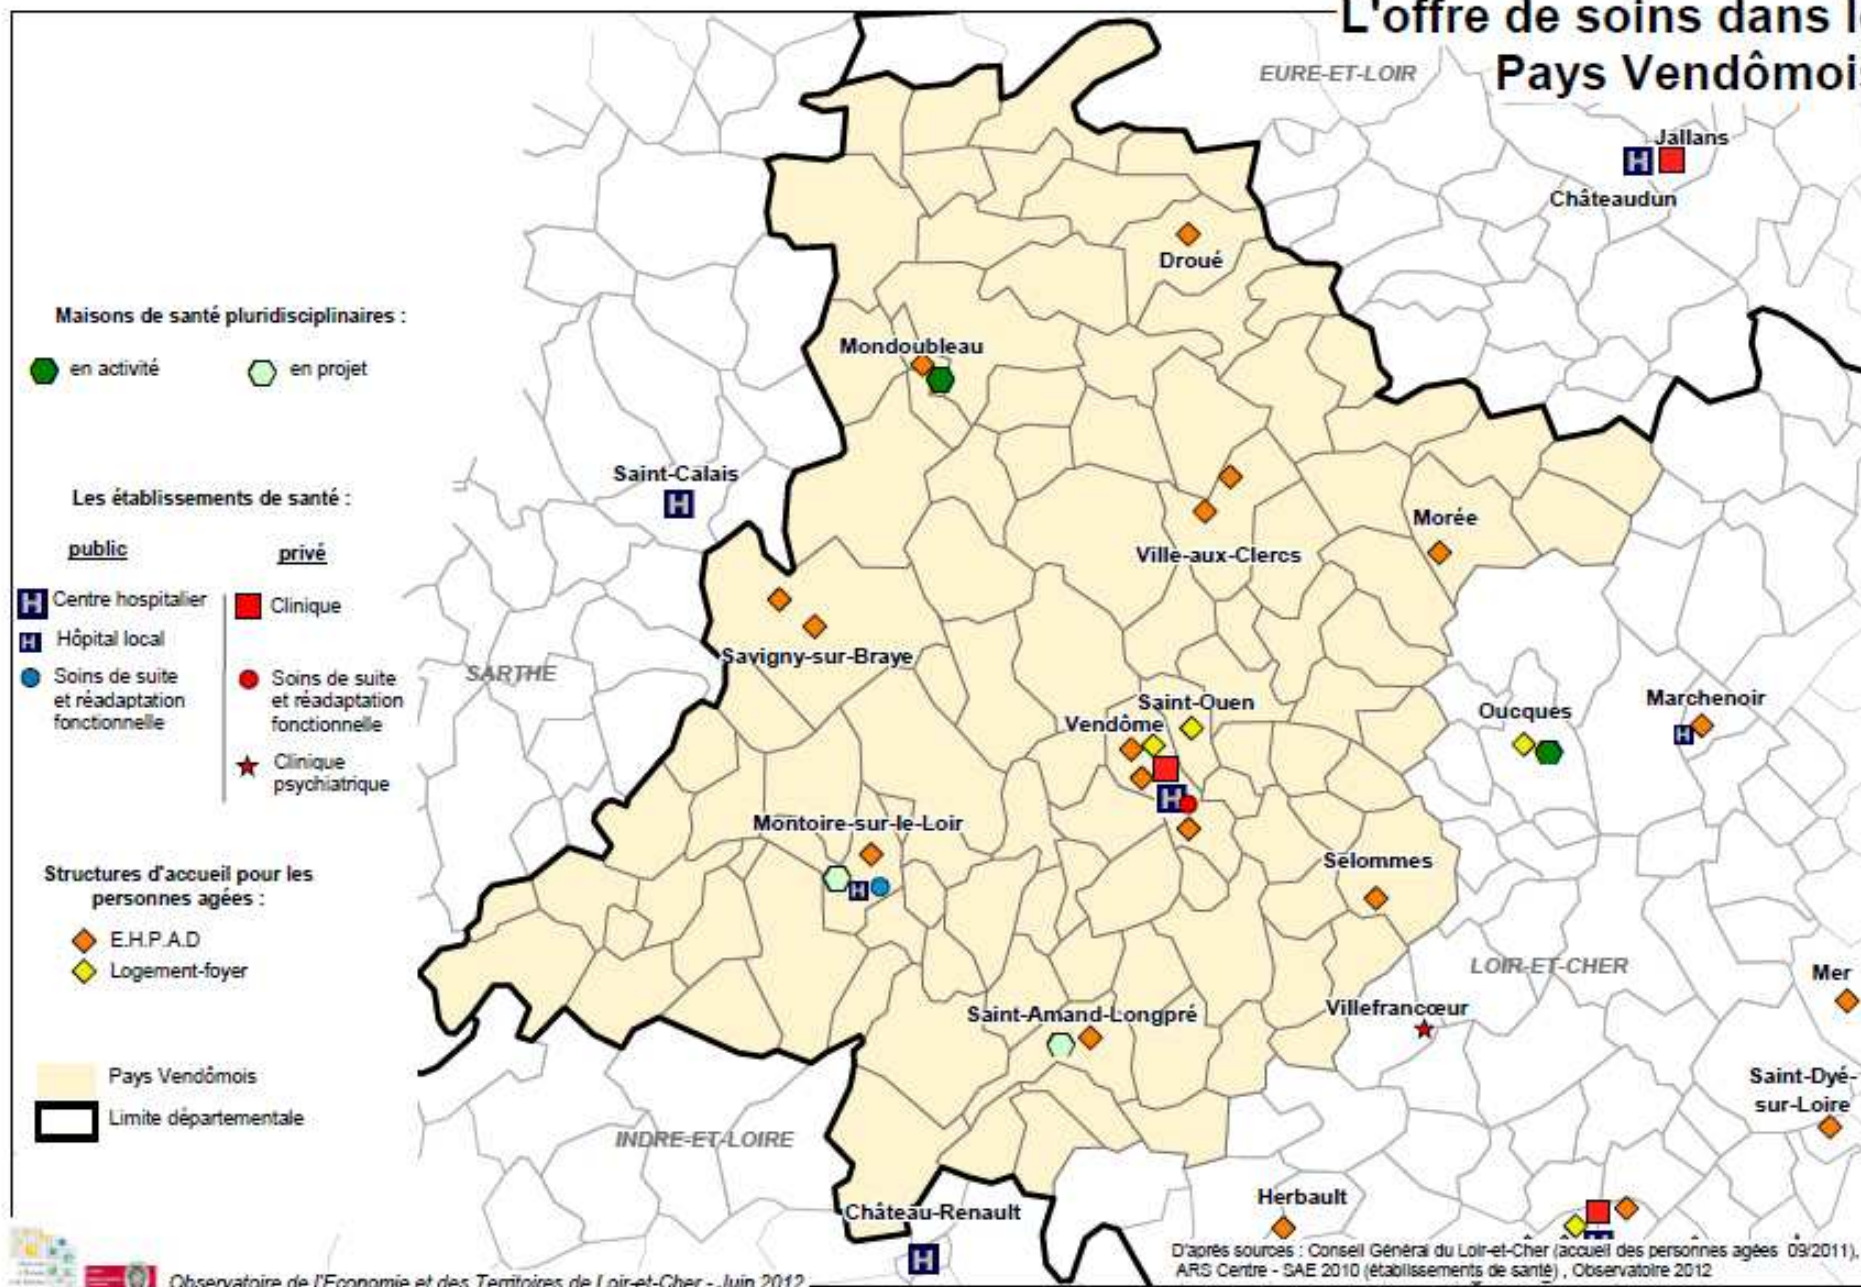 L'offre de soins dans le
Pays Vendômois
EURE-ET-LOIR
Jallans
H
Châteaudun
Droué
Maisons de santé pluridisciplinaires :
en activité
en projet
Mondoubleau
Saint-Calais
H
Les établissements de santé :
public
privé
Morée
Ville-aux-Clercs
H Centre hospitalier
Clinique
H Hôpital local
Savigny-sur-Braye
SARTHE
Soins de suite
et réadaptation
fonctionnelle
Soins de suite
et réadaptation
fonctionnelle
Clinique
psychiatrique
Saint-Ouen
Vendôme
H
Oucques
Marchenoir
H
Montoire-sur-le-Loir
H
Selommes
Structures d'accueil pour les
personnes agées :
E.H.P.A.D
Logement-foyer
LOIR-ET-CHER
Mer
Saint-Amand-Longpré
Villefrancœur
Pays Vendômois
Limite départementale
Saint-Dyé-
sur-Loire
INDRE-ET-LOIRE
Herbault
Château-Renault
H
D'après sources : Conseil Général du Loir-et-Cher (accueil des personnes agées 09/2011),
ARS Centre - SAE 2010 (établissements de santé) , Observatoire 2012
Observatoire de l'Economie et des Territoires de Loir-et-Cher - Juin 2012